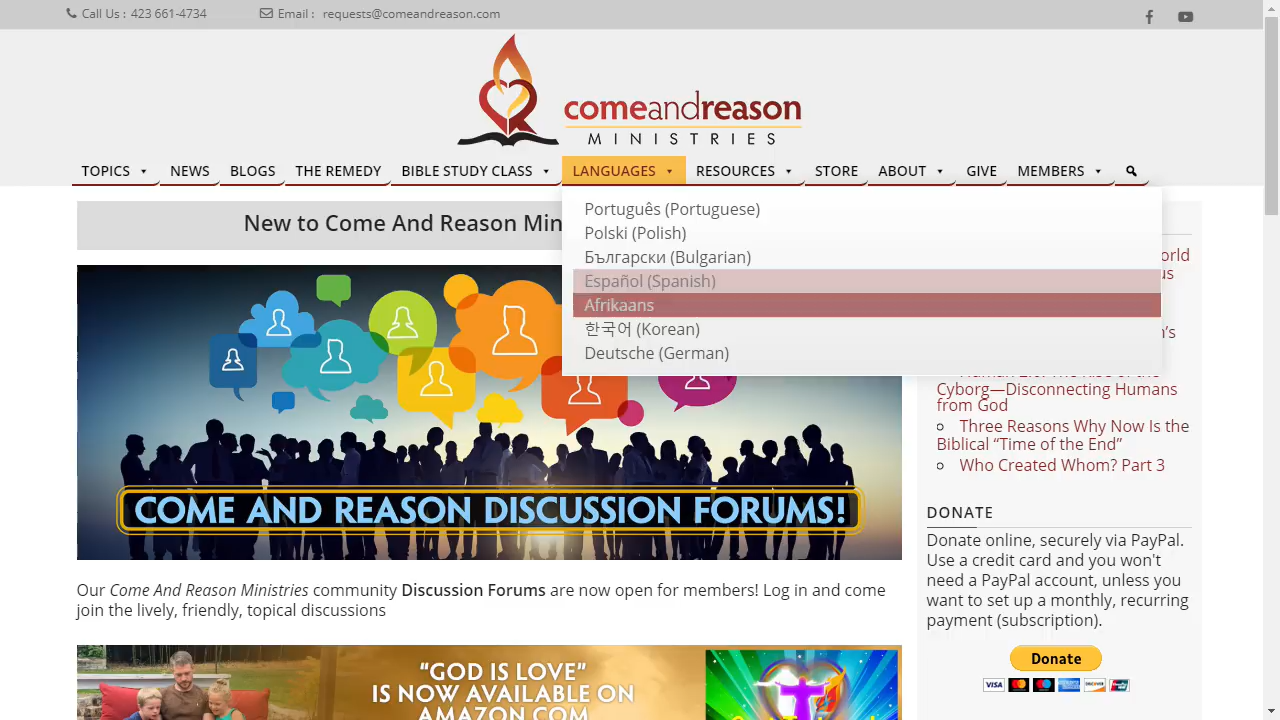 Call Us : 423 661-4734
Email : requests@comeandreason.com
comeandreason
MINISTRIES
TOPICS NEWS BLOGS THE REMEDY BIBLE STUDY CLASS LANGUAGES RESOURCES STORE ABOUT GIVE MEMBERS
Português (Portuguese)
Polski (Polish)
Български (Bulgarian)
Español (Spanish)
Afrikaans
한국어 (Korean)
Deutsche (German)
New to Come And Reason
COME AND REASON DISCUSSION FORUMS!
Our Come And Reason Ministries community Discussion Forums are now open for members! Log in and come
join the lively, friendly, topical discussions
“GOD IS LOVE”
IS NOW AVAILABLE ON
AMAZON.COM
Cyborg—Disconnecting Humans
from God
Three Reasons Why Now Is the
Biblical “Time of the End”
Who Created Whom? Part 3
DONATE
Donate online, securely via PayPal.
Use a credit card and you won't
need a PayPal account, unless you
want to set up a monthly, recurring
payment (subscription).
Donate
VISA